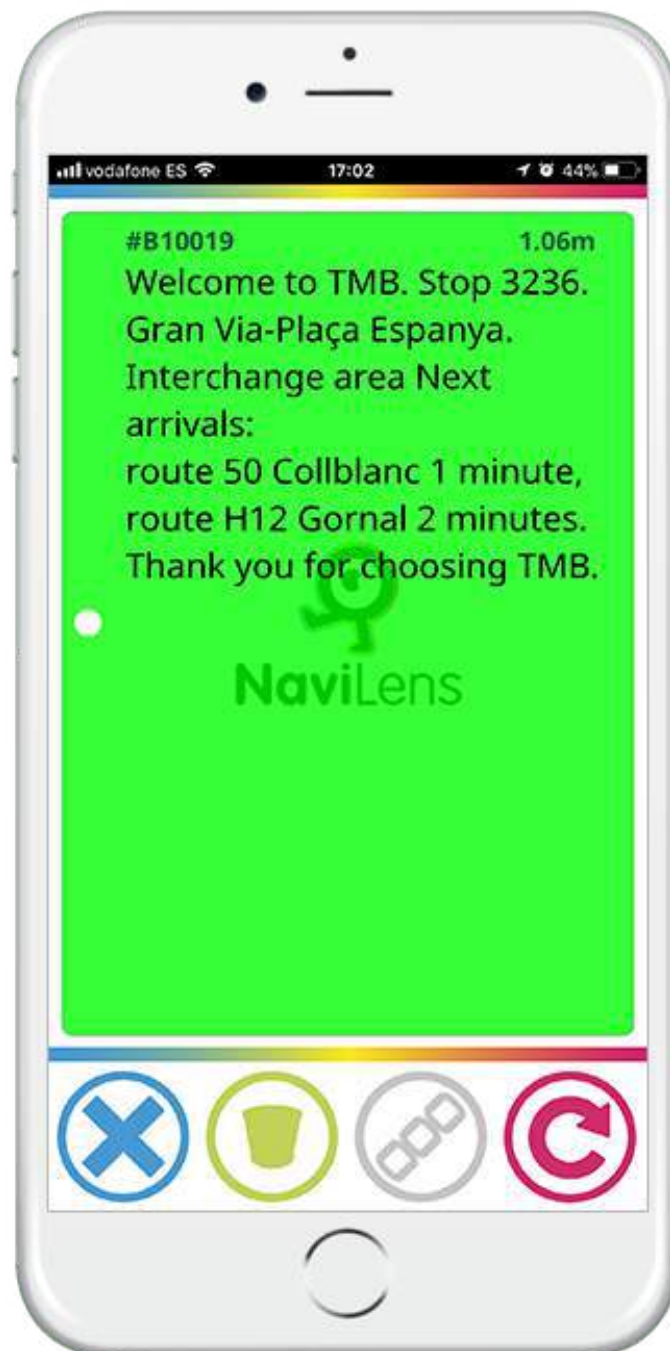 vodafone ES 17:02 44%
#B10019 1.06m
Welcome to TMB. Stop 3236.
Gran Via-Plaça Espanya.
Interchange area Next
arrivals:
route 50 Collblanc 1 minute,
route H12 Gornal 2 minutes.
Thank you for choosing TMB.
NaviLens